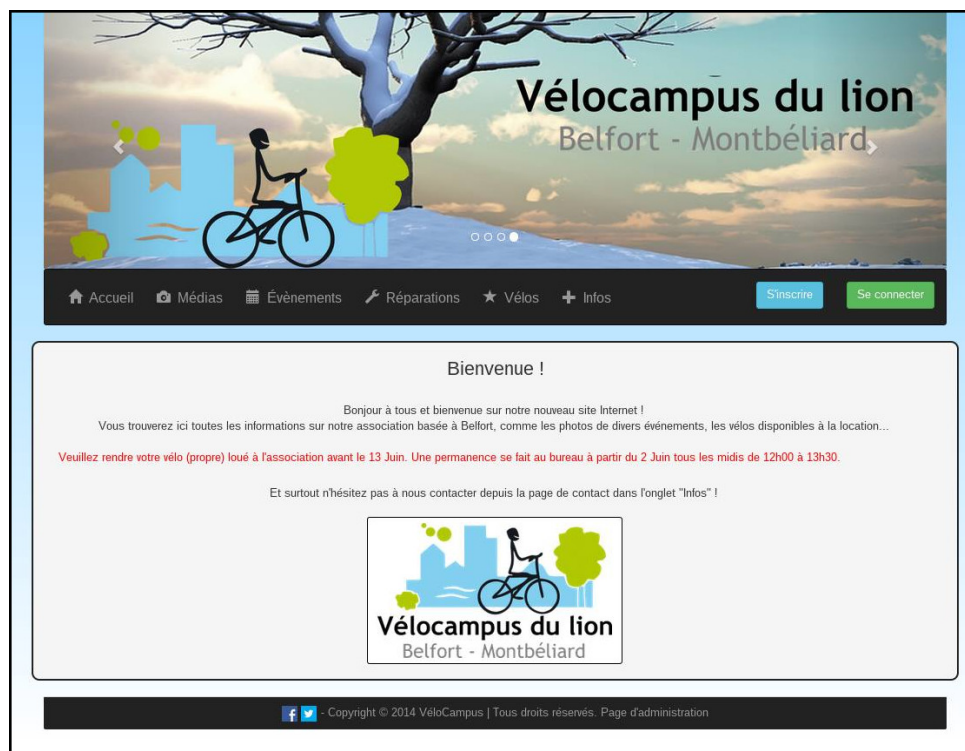 Vélocampus du lion
Belfort - Montbéliard
Accueil Médias Évènements Réparations Vélos Infos S'inscrire Se connecter
Bienvenue !
Bonjour à tous et bienvenue sur notre nouveau site Internet !
Vous trouverez ici toutes les informations sur notre association basée à Belfort, comme les photos de divers événements, les vélos disponibles à la location...
Veuillez rendre votre vélo (propre) loué à l'association avant le 13 Juin. Une permanence se fait au bureau à partir du 2 Juin tous les midis de 12h00 à 13h30.
Et surtout n'hésitez pas à nous contacter depuis la page de contact dans l'onglet "Infos" !
Vélocampus du lion
Belfort - Montbéliard
- Copyright © 2014 VéloCampus | Tous droits réservés. Page d'administration